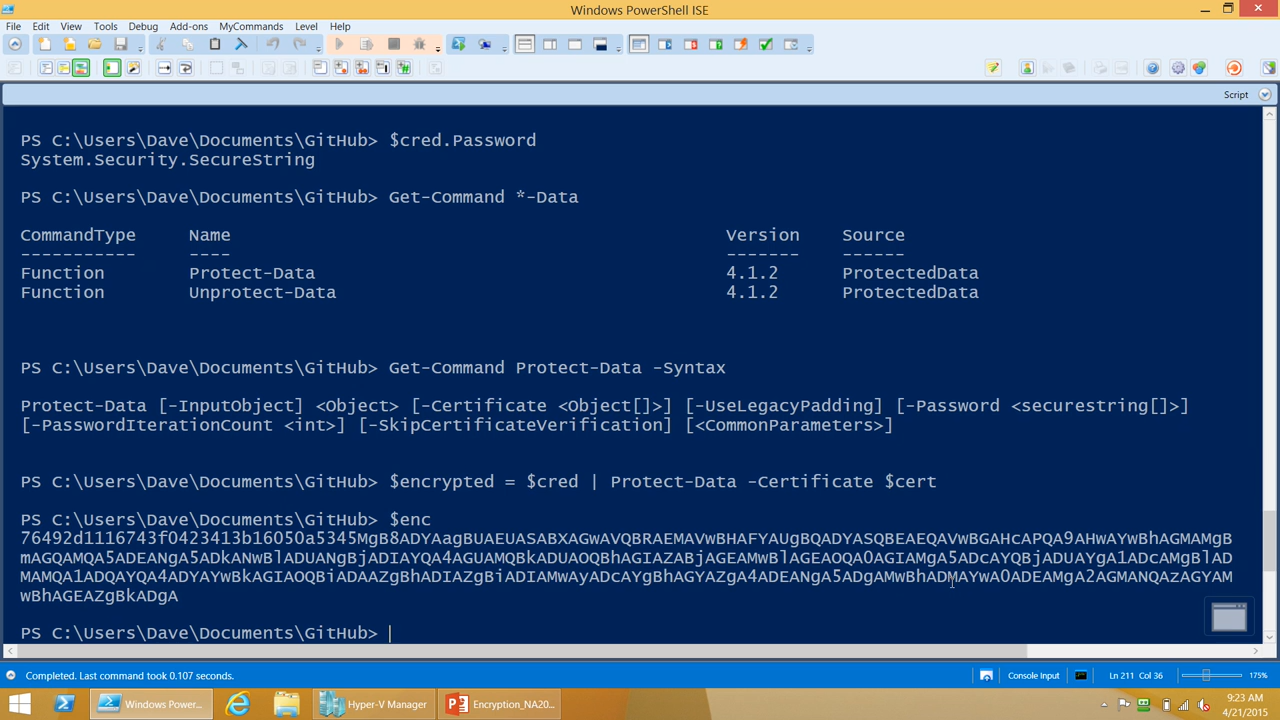 Windows PowerShell ISE
File Edit View Tools Debug Add-ons MyCommands Level Help
Script
PS C:\Users\Dave\Documents\GitHub> $cred.Password
System.Security.SecureString
PS C:\Users\Dave\Documents\GitHub> Get-Command *-Data
CommandType Name Version Source
----------- ---- ------- ------
Function Protect-Data 4.1.2 ProtectedData
Function Unprotect-Data 4.1.2 ProtectedData
PS C:\Users\Dave\Documents\GitHub> Get-Command Protect-Data -Syntax
Protect-Data [-InputObject] <Object> [-Certificate <Object[]>] [-UseLegacyPadding] [-Password <securestring[]>]
[-PasswordIterationCount <int>] [-SkipCertificateVerification] [<CommonParameters>]
PS C:\Users\Dave\Documents\GitHub> $encrypted = $cred | Protect-Data -Certificate $cert
PS C:\Users\Dave\Documents\GitHub> $enc
76492d1116743f0423413b16050a5345MgB8ADYAagBUAEUASABXAGwAVQBRAEMAVwBHAFYAUgBQADYASQBEAEQAVwBGAHcAPQA9AHwAYwBhAGMAMgB
mAGQAMQA5ADEANgA5ADkANwBlADUANgBjADIAYQA4AGUAMQBkADUAOQBhAGIAZABjAGEAMwBlAGEAOQA0AGIAMgA5ADcAYQBjADUAYgA1ADcAMgBlAD
MAMQA1ADQAYQA4ADYAYwBkAGIAOQBiADAAZgBhADIAZgBiADIAMwAyADcAYgBhAGYAZgA4ADEANgA5ADgAMwBhADMAYwA0ADEAMgA2AGMANQAzAGYAM
wBhAGEAZgBkADgA
PS C:\Users\Dave\Documents\GitHub>
Completed. Last command took 0.107 seconds. Console Input Ln 211 Col 36 175%
Windows Power... Hyper-V Manager Encryption_NA20... 9:23 AM
4/21/2015